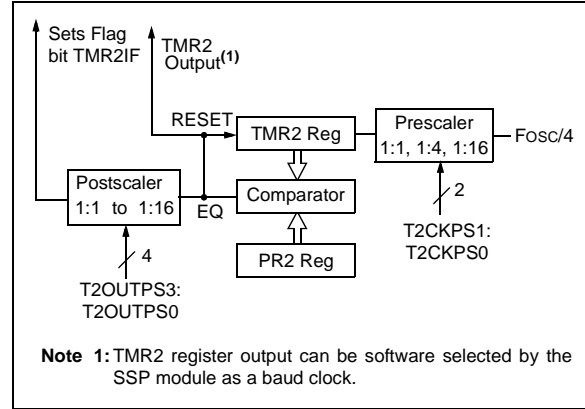 Sets Flag
bit TMR2IF
TMR2
Output(1)
RESET
TMR2 Reg
Prescaler
1:1, 1:4, 1:16
FOSC/4
2
T2CKPS1:
T2CKPS0
Postscaler
1:1 to 1:16
EQ
Comparator
4
T2OUTPS3:
T2OUTPS0
PR2 Reg
Note 1: TMR2 register output can be software selected by the
SSP module as a baud clock.